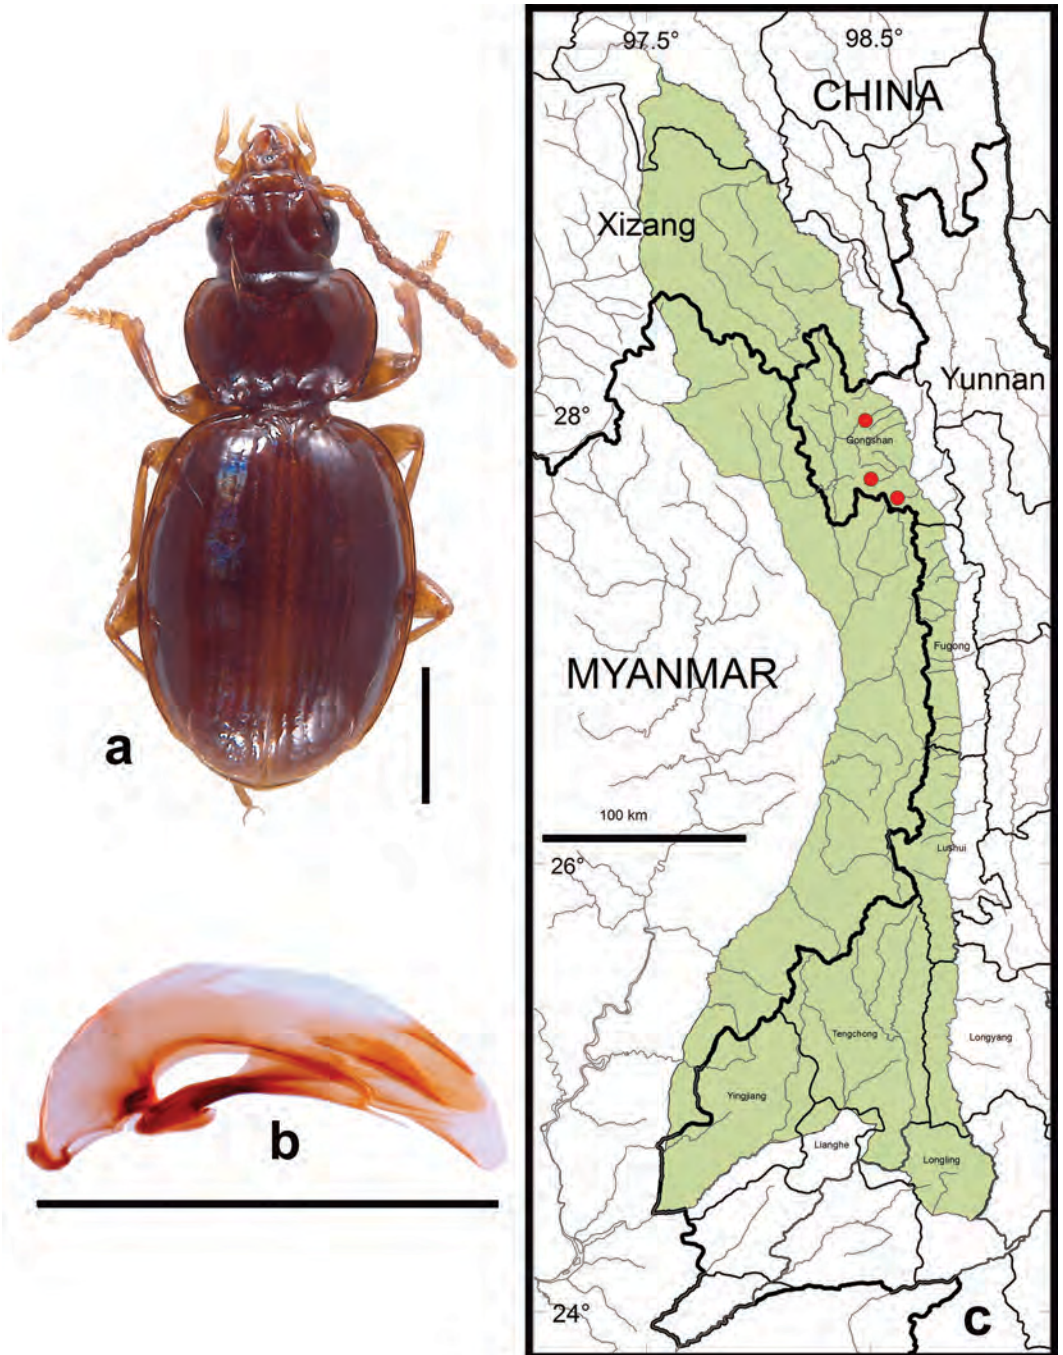 a
b
97.5° 98.5°
CHINA
Xizang
Yunnan
28°
Gongshan
Fugong
MYANMAR
100 km
Lushui
26°
Tengchong
Longyang
Yingjiang
Lianghe
Longling
24°
c